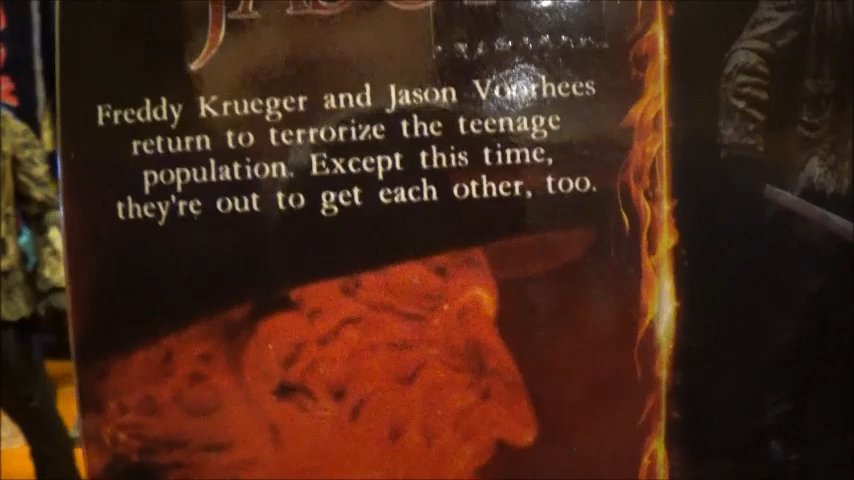 Freddy Krueger and Jason Voorhees
return to terrorize the teenage
population. Except this time,
they're out to get each other, too.